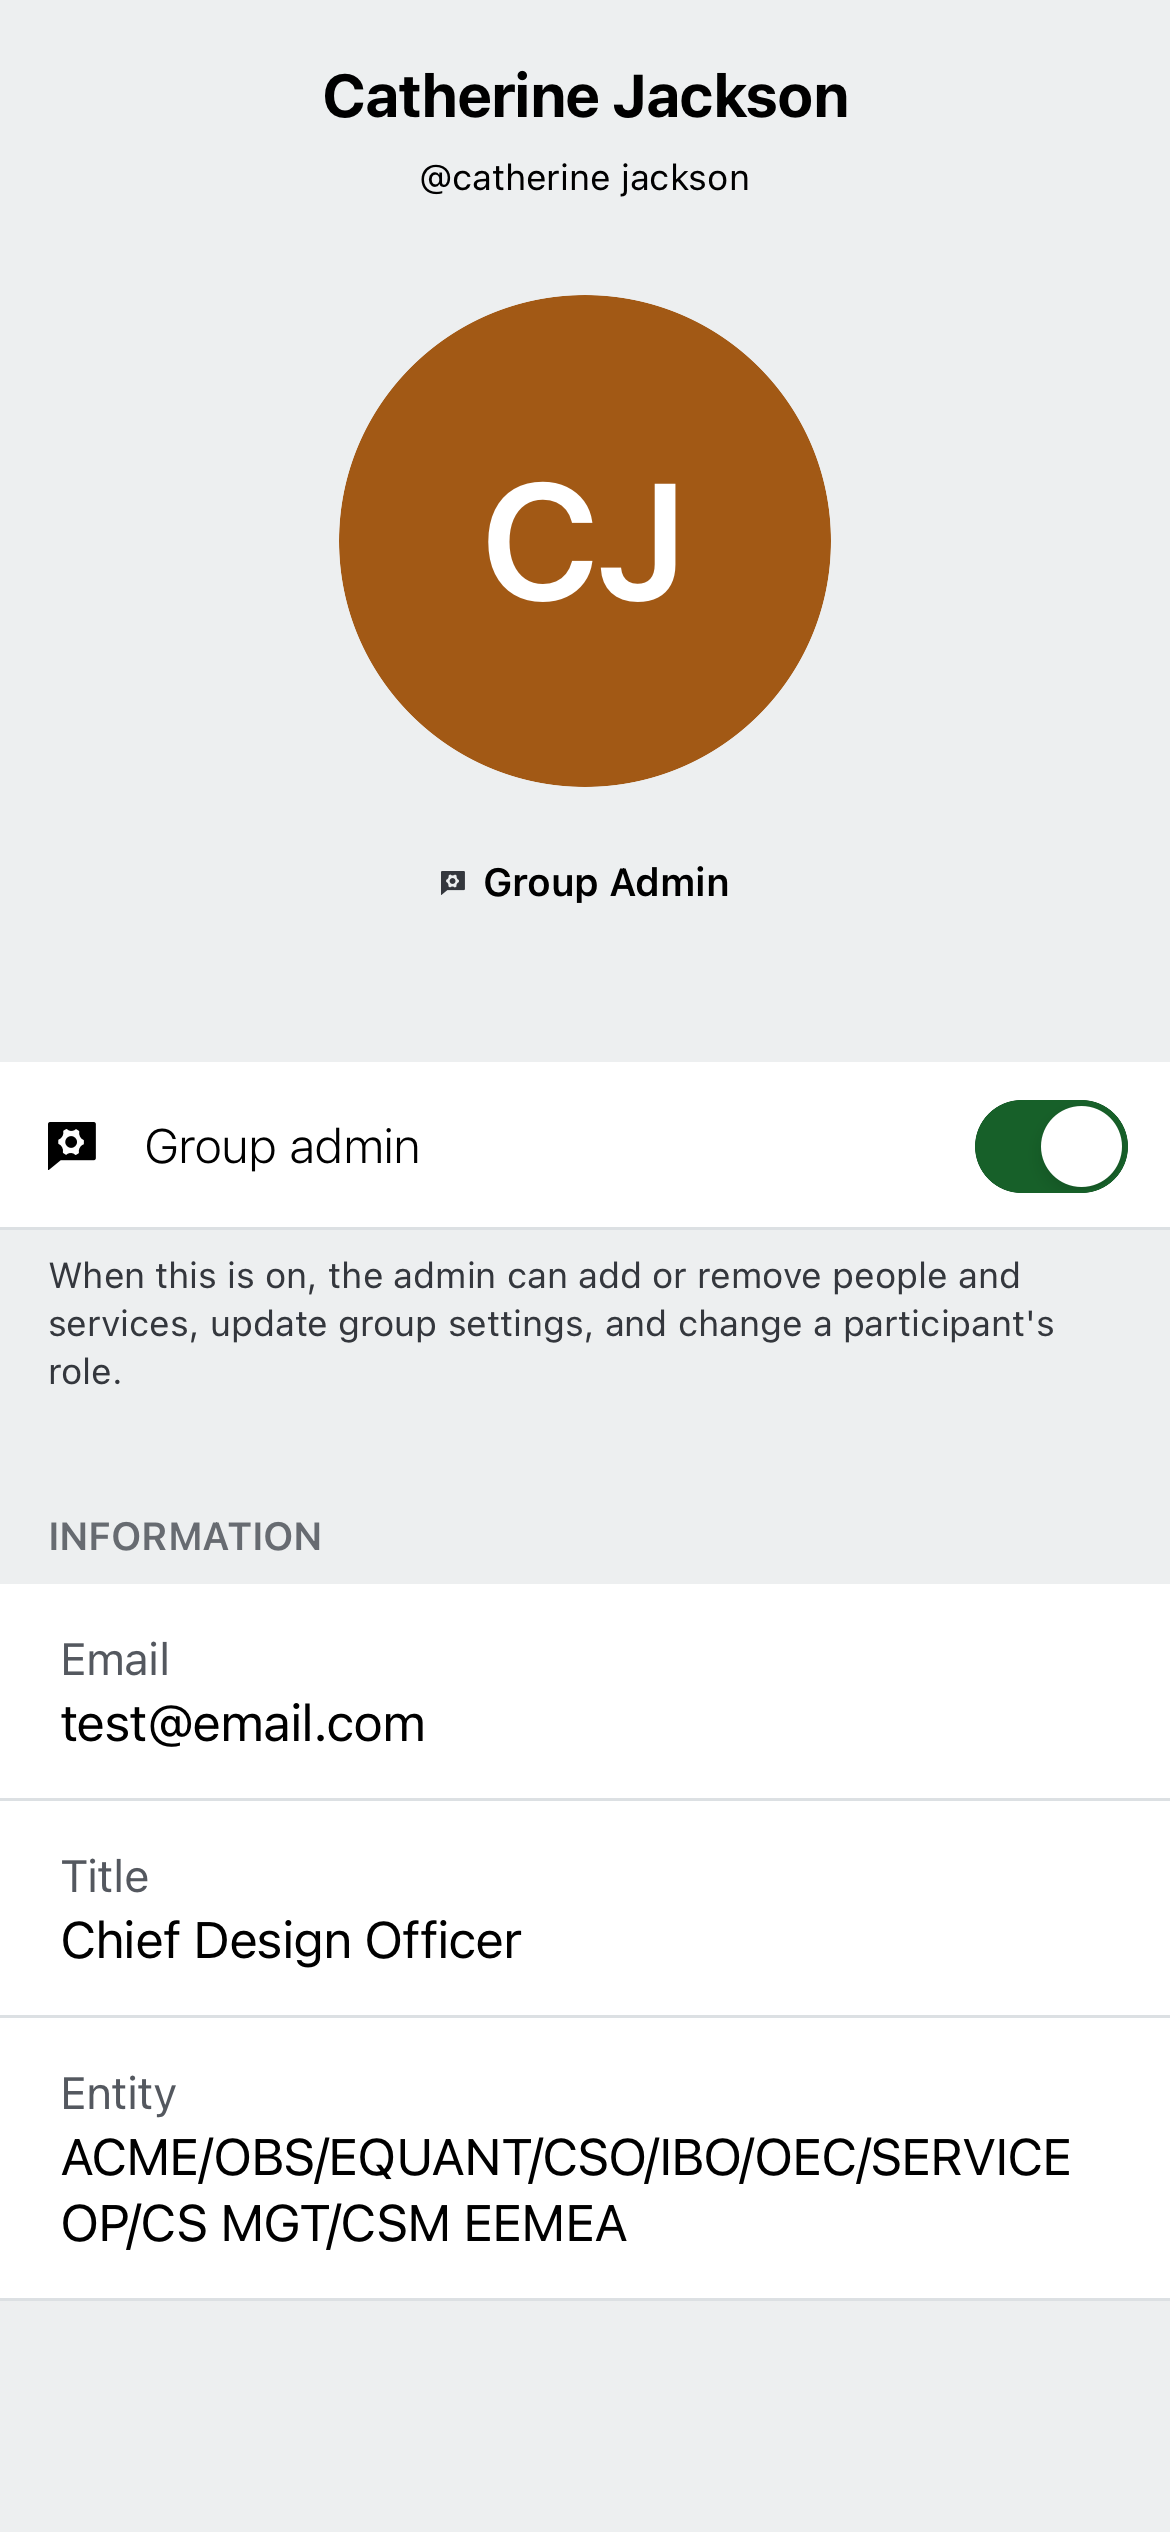 Catherine Jackson
@catherine jackson
CJ
Group Admin
Group admin
When this is on, the admin can add or remove people and
services, update group settings, and change a participant's
role.
INFORMATION
Email
test@email.com
Title
Chief Design Officer
Entity
ACME/OBS/EQUANT/CSO/IBO/OEC/SERVICE
OP/CS MGT/CSM EEMEA